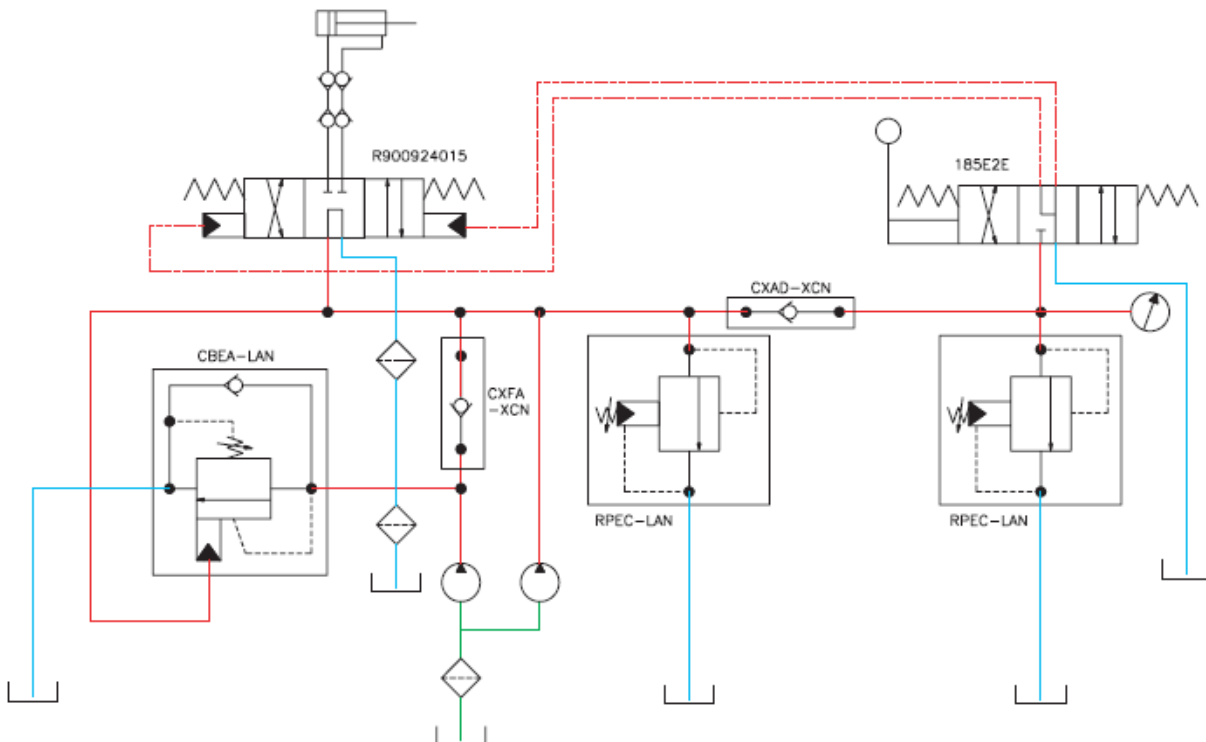 R900924015
185E2E
CXAD-XCN
CBEA-LAN
CXFA
-XCN
RPEC-LAN
RPEC-LAN